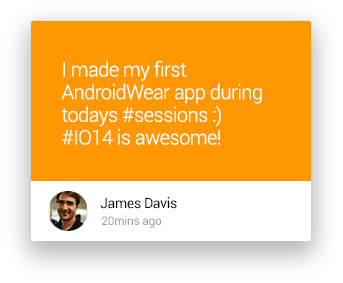 I made my first
AndroidWear app during
todays #sessions :)
#IO14 is awesome!
James Davis
20mins ago